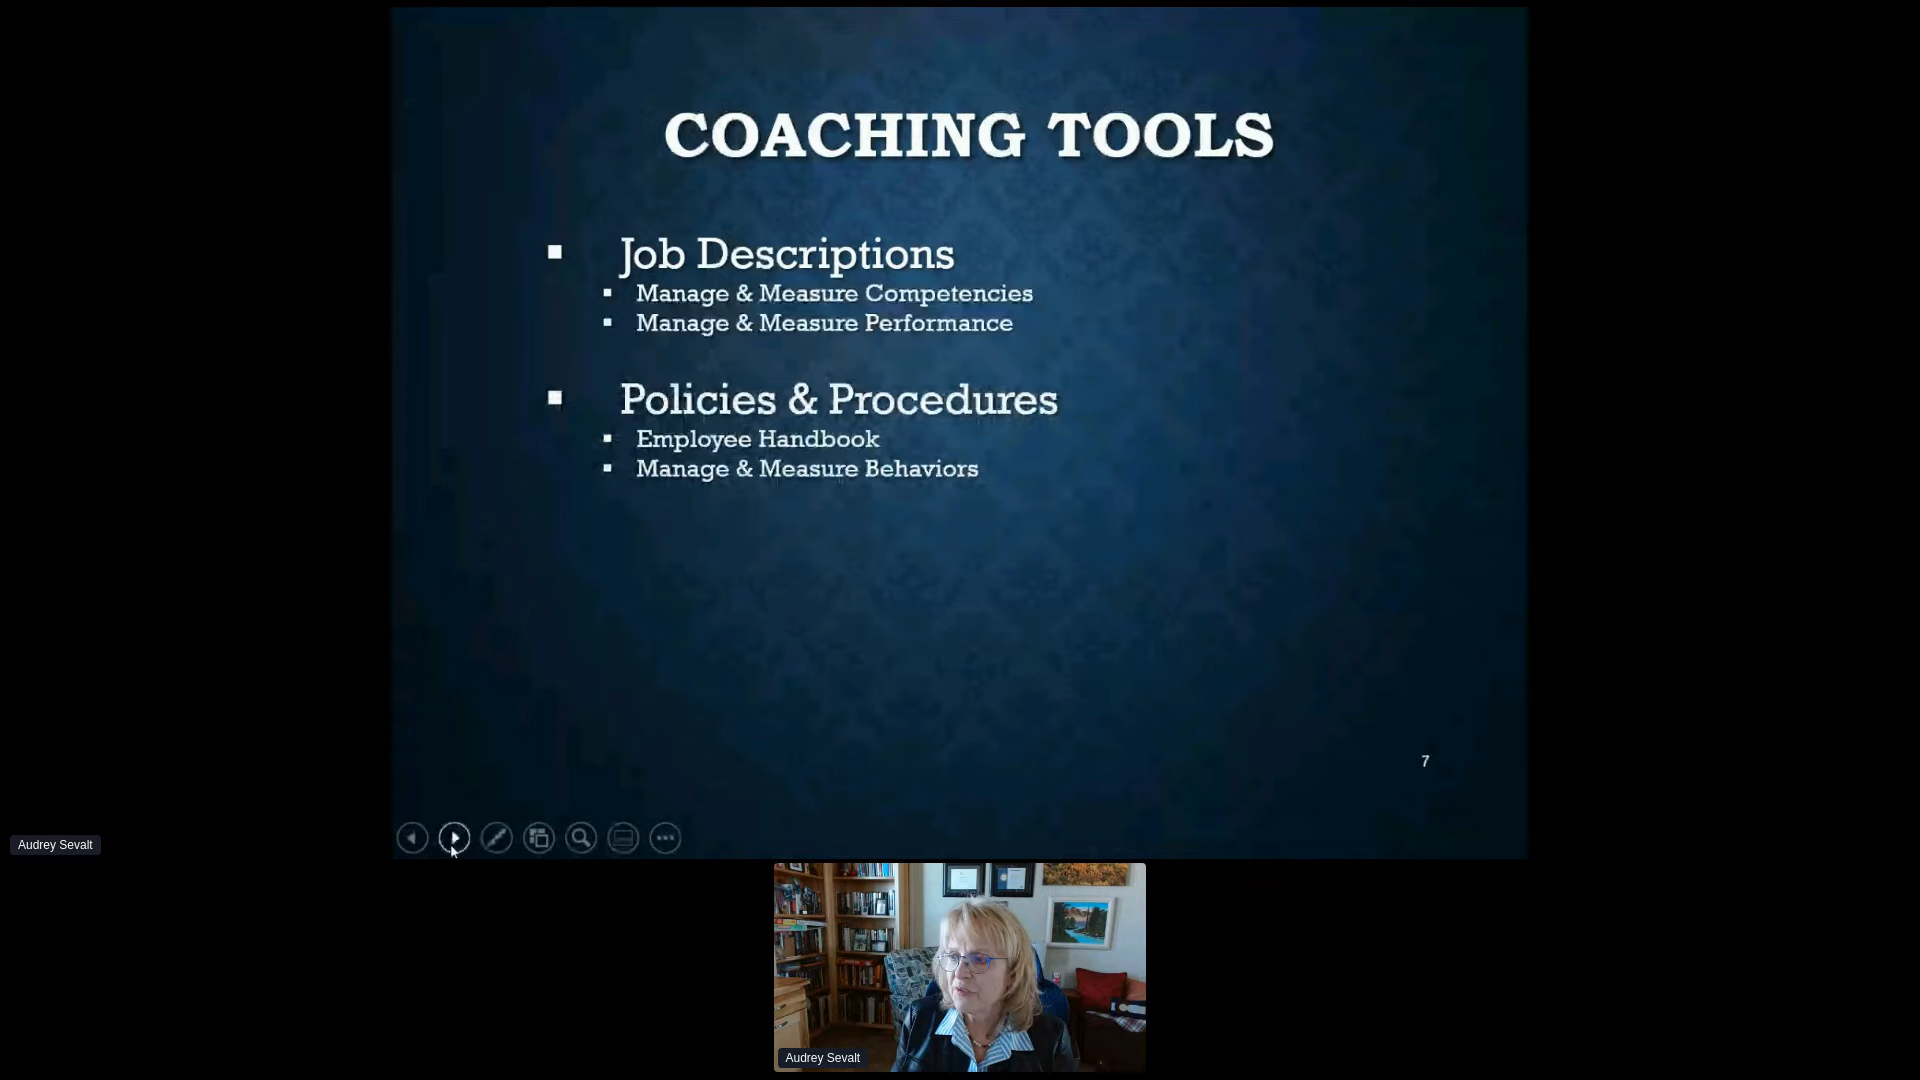 COACHING TOOLS
Job Descriptions
Manage & Measure Competencies
Manage & Measure Performance
Policies & Procedures
Employee Handbook
Manage & Measure Behaviors
7
Audrey Sevalt
Audrey Sevalt